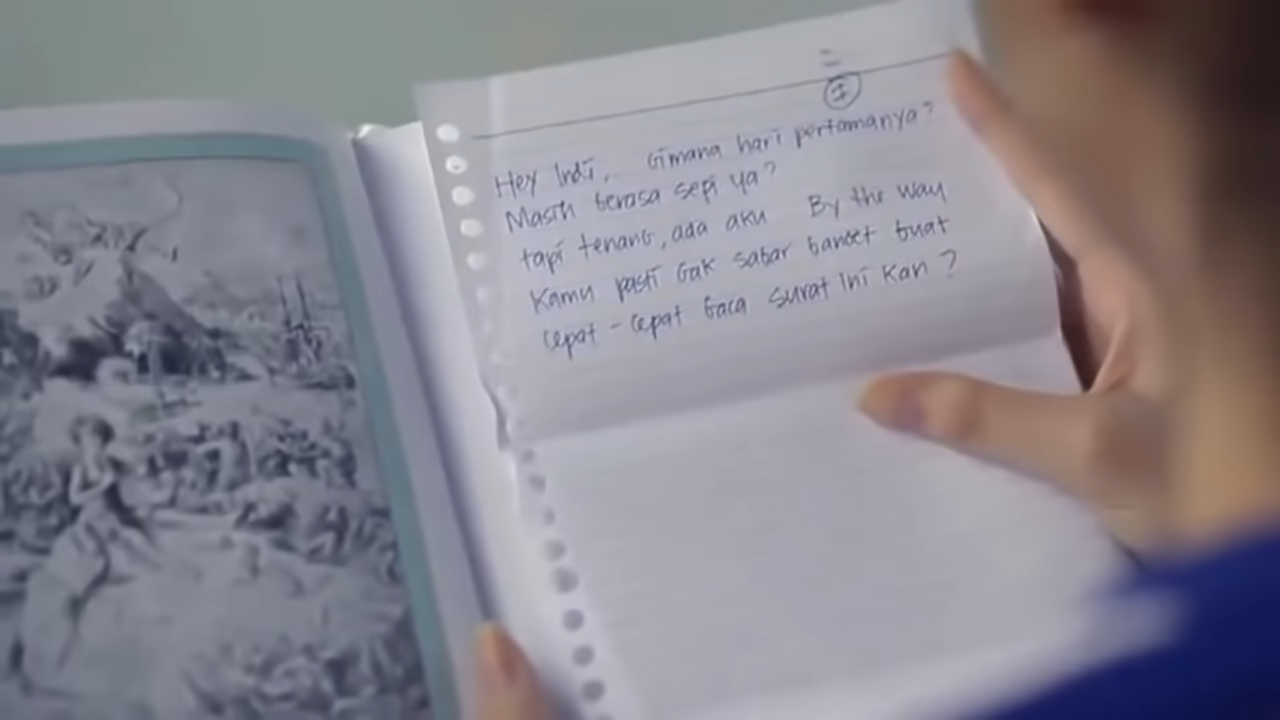 1
Hey Indi, Gimana hari pertamanya?
Masih berasa sepi ya?
tapi tenang, ada aku By the way
Kamu pasti Gak sabar banget buat
cepat - cepat baca surat ini kan ?